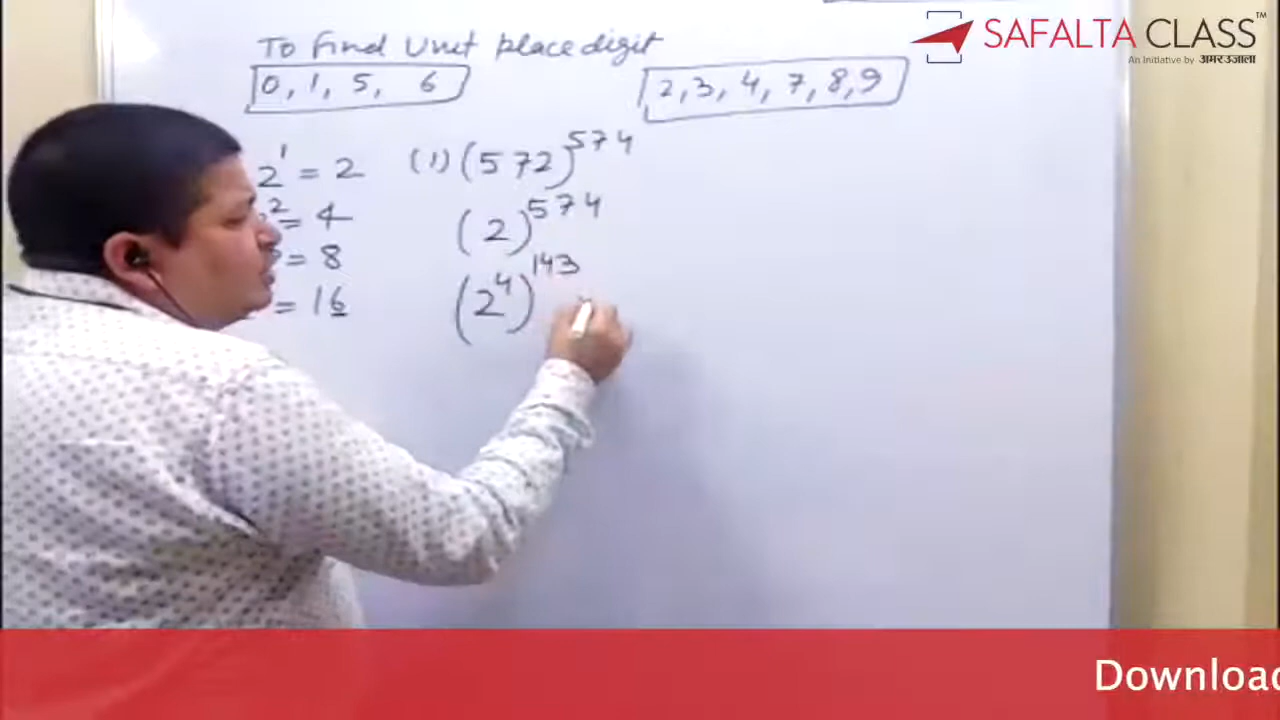 SAFALTA CLASS™
An Initiative by अमर उजाला
To Find Unit place digit
0, 1, 5, 6
2, 3, 4, 7, 8, 9
2¹ = 2
(1) (572)⁵⁷⁴
² = 4
(2)⁵⁷⁴
= 8
(2⁴)¹⁴³
= 16
Download